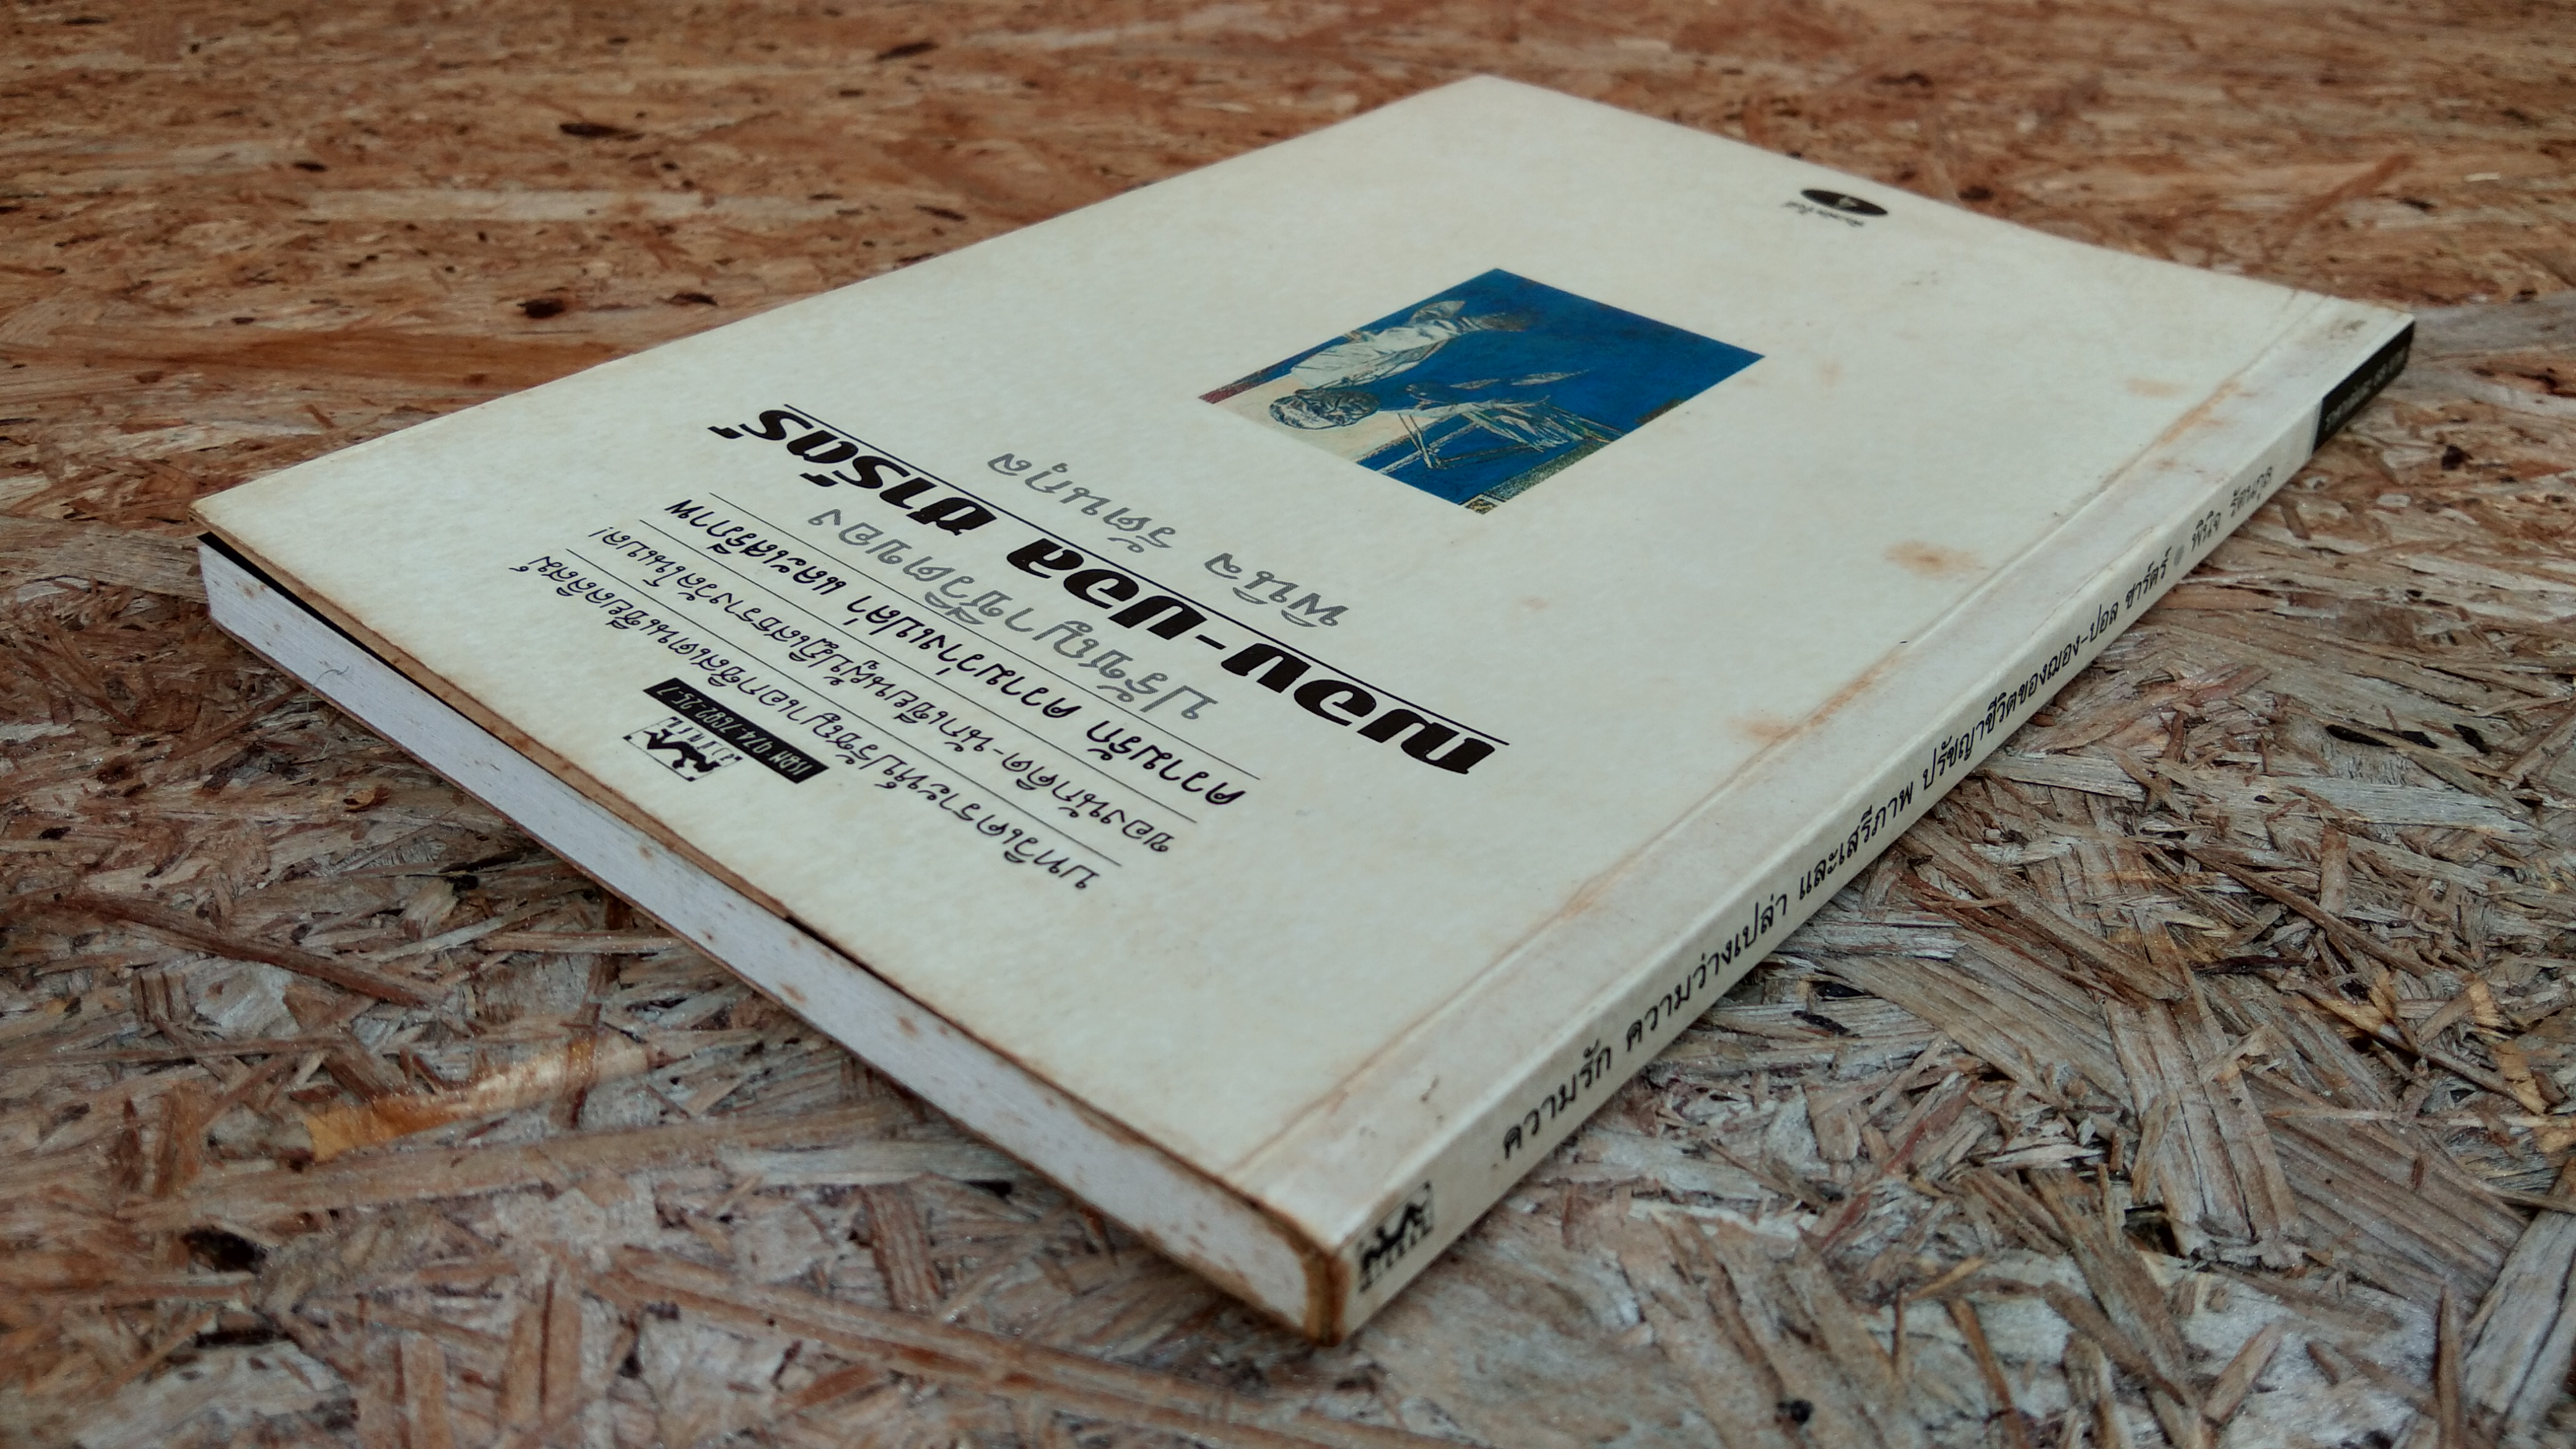 พินิจ รัตนกุล
ปรัชญาชีวิตของ
ฌอง-ปอล ซาร์ตร์
ความรัก ความว่างเปล่า และเสรีภาพ
ของนักคิด-นักเขียนผู้ปฏิเสธรางวัลโนเบล!
บทวิเคราะห์ปรัชญาเอกซิสเตนเชียลลิสม์
ISBN 974-7892-25-7
ความรัก ความว่างเปล่า และเสรีภาพ ปรัชญาชีวิตของฌอง-ปอล ซาร์ตร์ พินิจ รัตนกุล